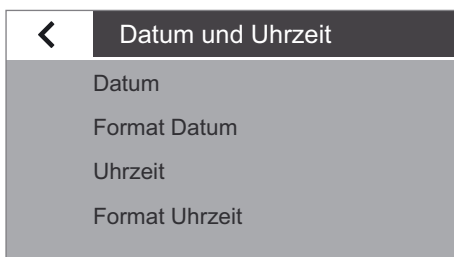 Datum und Uhrzeit
Datum
Format Datum
Uhrzeit
Format Uhrzeit